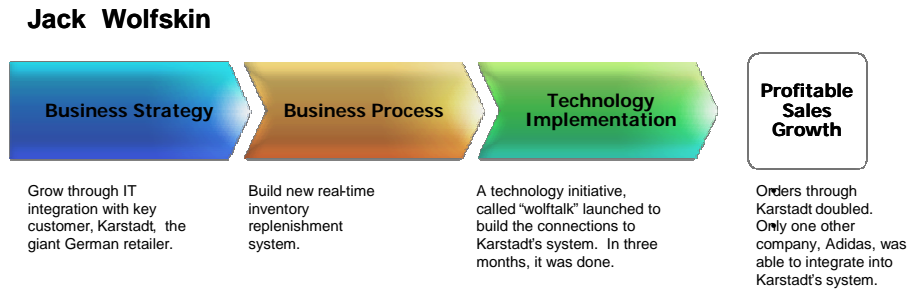 Jack Wolfskin
Business Strategy
Business Process
Technology
Implementation
Profitable
Sales
Growth
Grow through IT
integration with key
customer, Karstadt, the
giant German retailer.
Build new real-time
inventory
replenishment
system.
A technology initiative,
called “wolftalk” launched to
build the connections to
Karstadt's system. In three
months, it was done.
• Orders through
Karstadt doubled.
• Only one other
company, Adidas, was
able to integrate into
Karstadt's system.